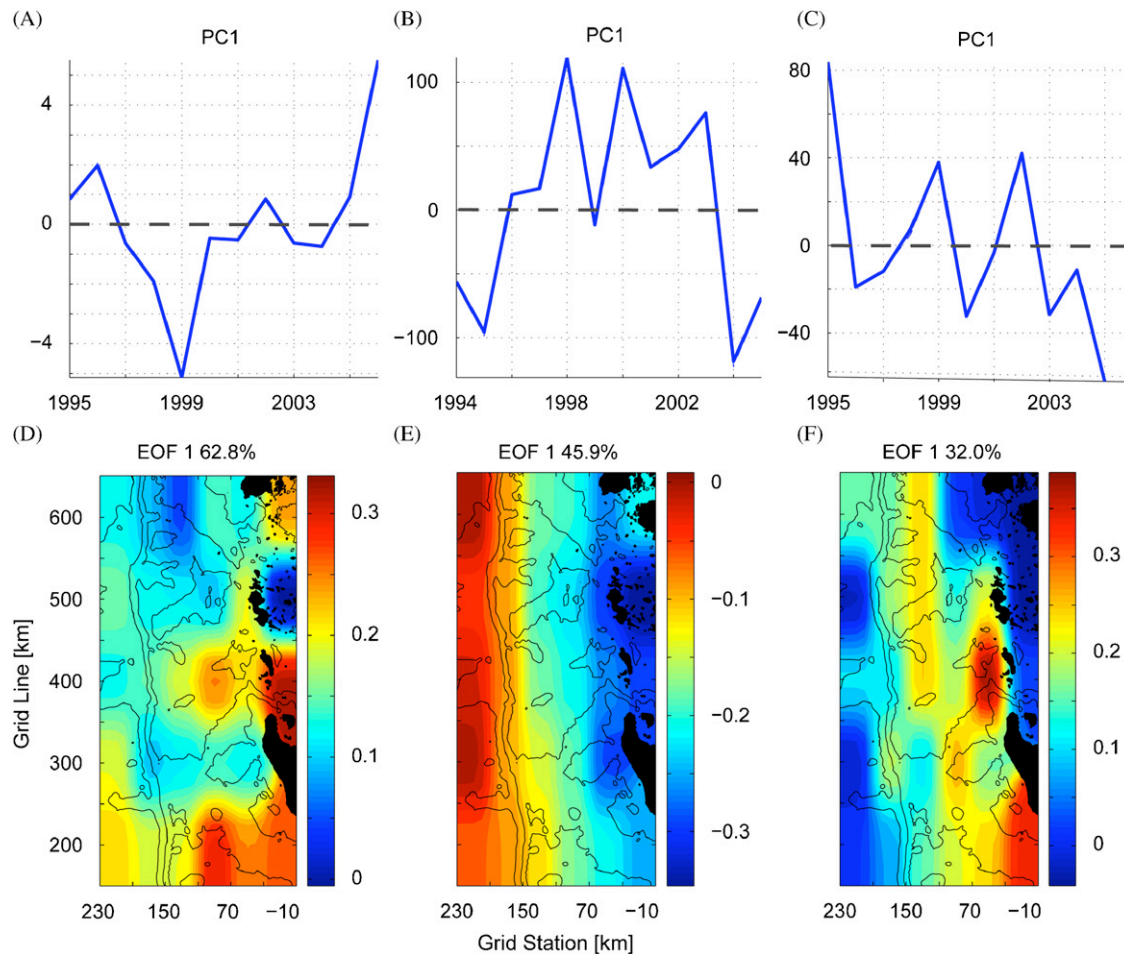 (A)
PC1
4
0
−4
1995 1999 2003
(B)
PC1
100
0
−100
1994 1998 2002
(C)
PC1
80
40
0
−40
1995 1999 2003
(D)
EOF 1 62.8%
Grid Line [km]
600
500
400
300
200
230 150 70 −10
0.3
0.2
0.1
0
(E)
EOF 1 45.9%
230 150 70 −10
0
−0.1
−0.2
−0.3
Grid Station [km]
(F)
EOF 1 32.0%
230 150 70 −10
0.3
0.2
0.1
0